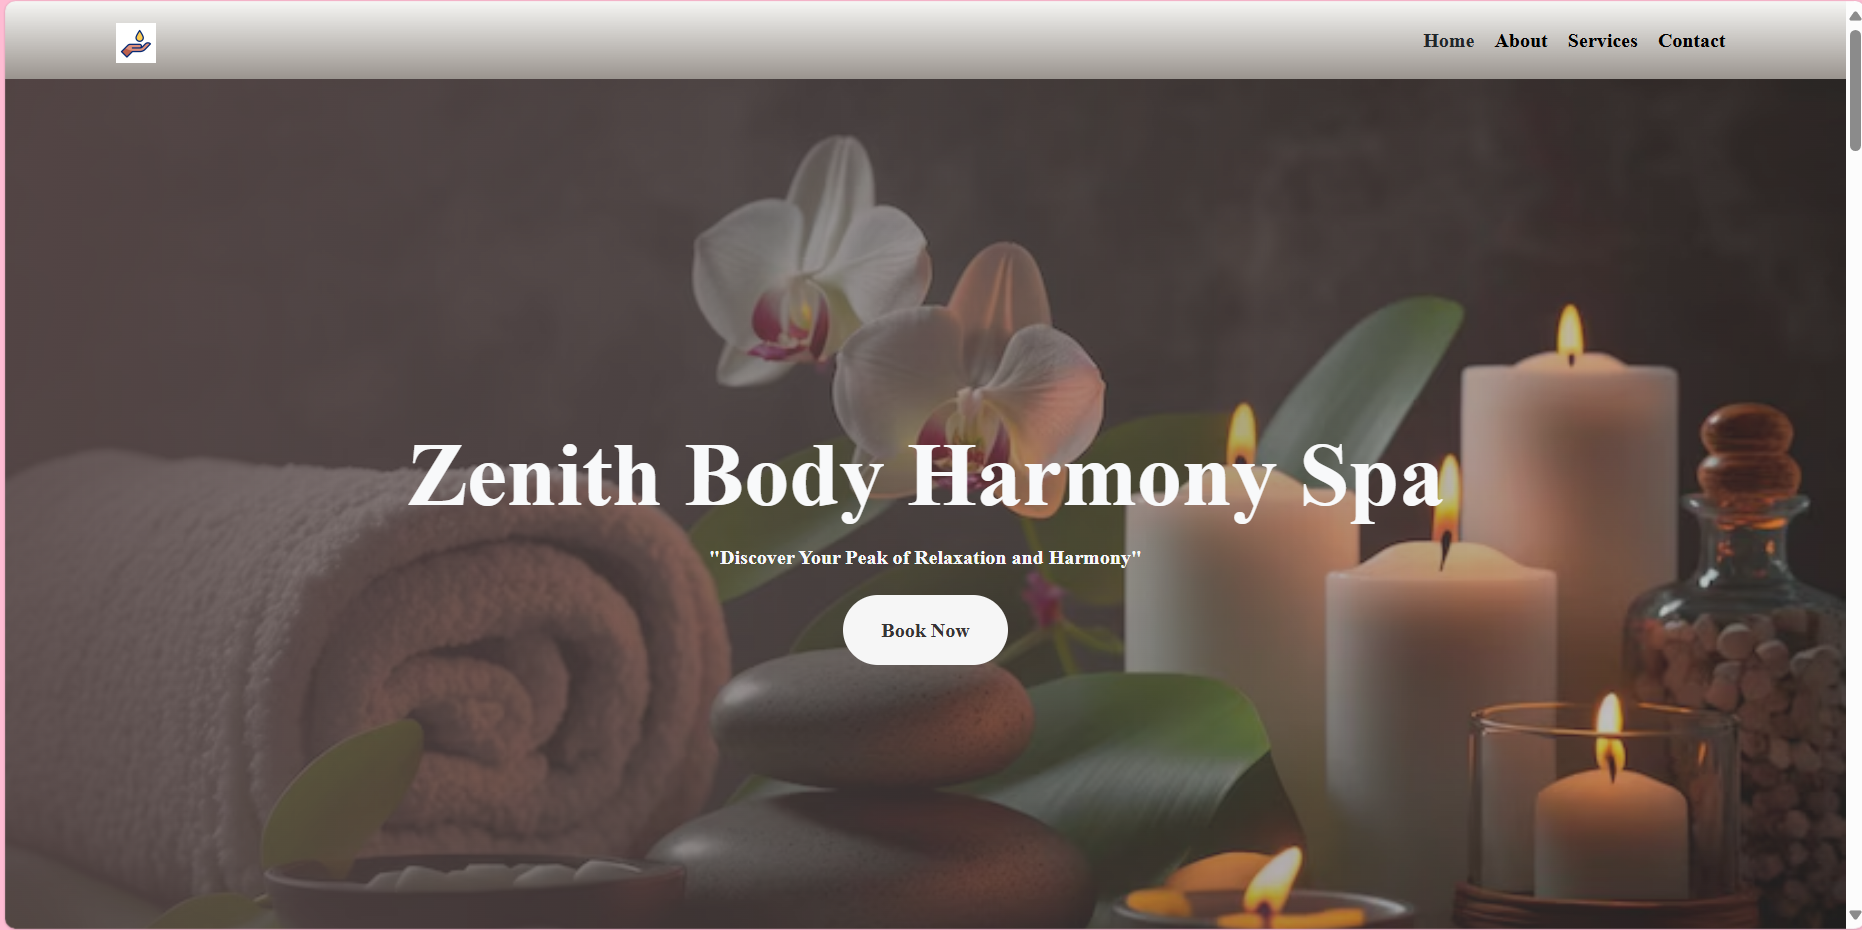 Home About Services Contact
Zenith Body Harmony Spa
"Discover Your Peak of Relaxation and Harmony"
Book Now